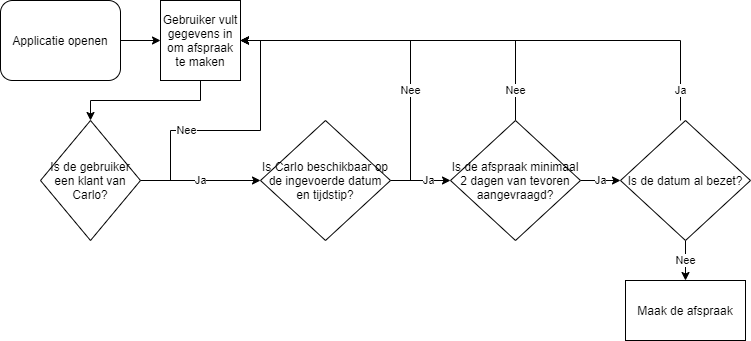 Applicatie openen
Gebruiker vult
gegevens in
om afspraak
te maken
Nee
Nee
Ja
Nee
Is de gebruiker
een klant van
Carlo?
Ja
Is Carlo beschikbaar op
de ingevoerde datum
en tijdstip?
Ja
Is de afspraak minimaal
2 dagen van tevoren
aangevraagd?
Ja
Is de datum al bezet?
Nee
Maak de afspraak